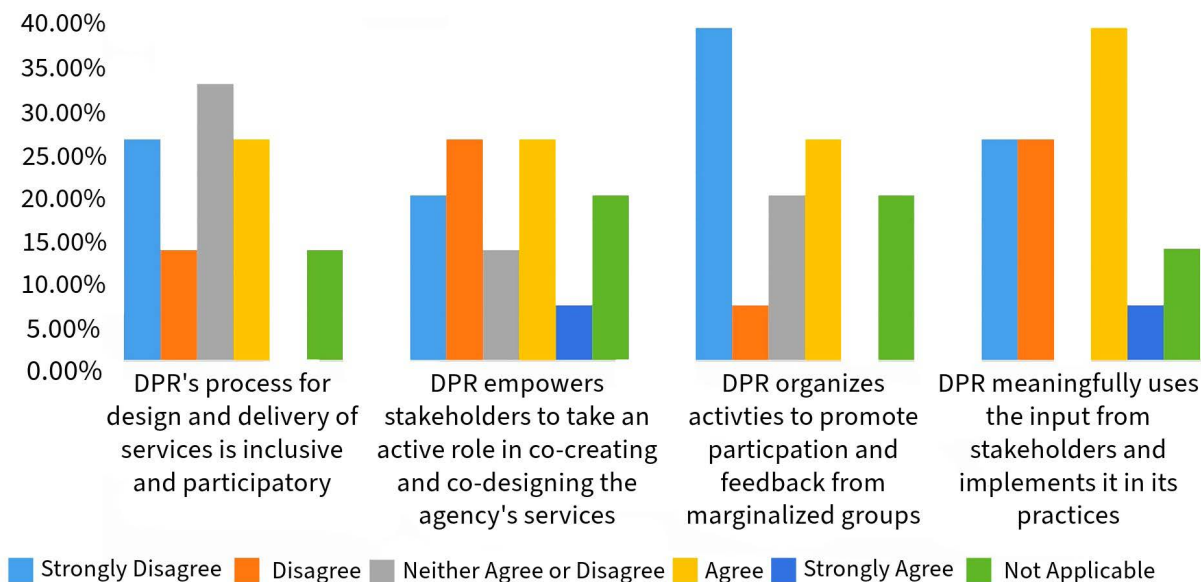 40.00%
35.00%
30.00%
25.00%
20.00%
15.00%
10.00%
5.00%
0.00%
DPR's process for
design and delivery of
services is inclusive
and participatory
DPR empowers
stakeholders to take an
active role in co-creating
and co-designing the
agency's services
DPR organizes
activties to promote
particpation and
feedback from
marginalized groups
DPR meaningfully uses
the input from
stakeholders and
implements it in its
practices
Strongly Disagree Disagree Neither Agree or Disagree Agree Strongly Agree Not Applicable